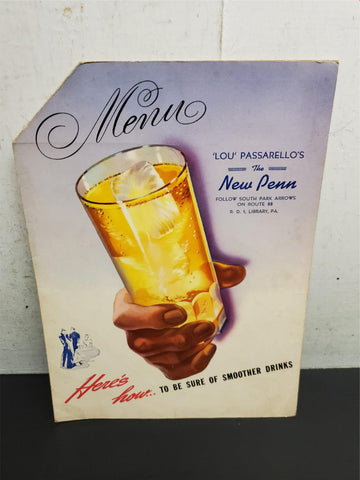 Menu
'LOU' PASSARELLO'S
The
New Penn
FOLLOW SOUTH PARK ARROWS
ON ROUTE 88
R. D. 1, LIBRARY, PA.
Here's
how... TO BE SURE OF SMOOTHER DRINKS